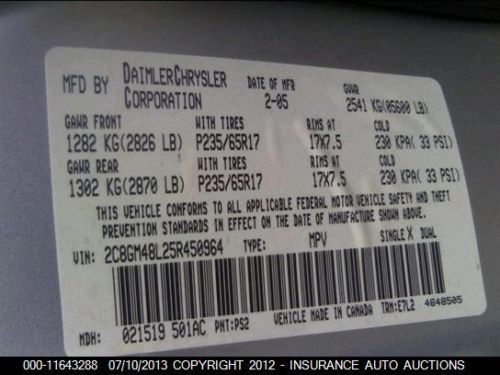 MFD BY DAIMLERCHRYSLER CORPORATION
DATE OF MFR 2-05
GVWR 2541 KG(05600 LB)
GAWR FRONT WITH TIRES RIMS AT COLD
1282 KG(2826 LB) P235/65R17 17X7.5 230 KPA( 33 PSI)
GAWR REAR WITH TIRES RIMS AT COLD
1302 KG(2870 LB) P235/65R17 17X7.5 230 KPA( 33 PSI)
THIS VEHICLE CONFORMS TO ALL APPLICABLE FEDERAL MOTOR VEHICLE SAFETY AND THEFT
PREVENTION STANDARDS IN EFFECT ON THE DATE OF MANUFACTURE SHOWN ABOVE.
VIN: 2C8GM48L25R450964 TYPE: MPV SINGLE X DUAL
MDH: 021519 501AC PNT:PS2 VEHICLE MADE IN CANADA TRM:E7L2 4648505
000-11643288 07/10/2013 COPYRIGHT 2012 - INSURANCE AUTO AUCTIONS